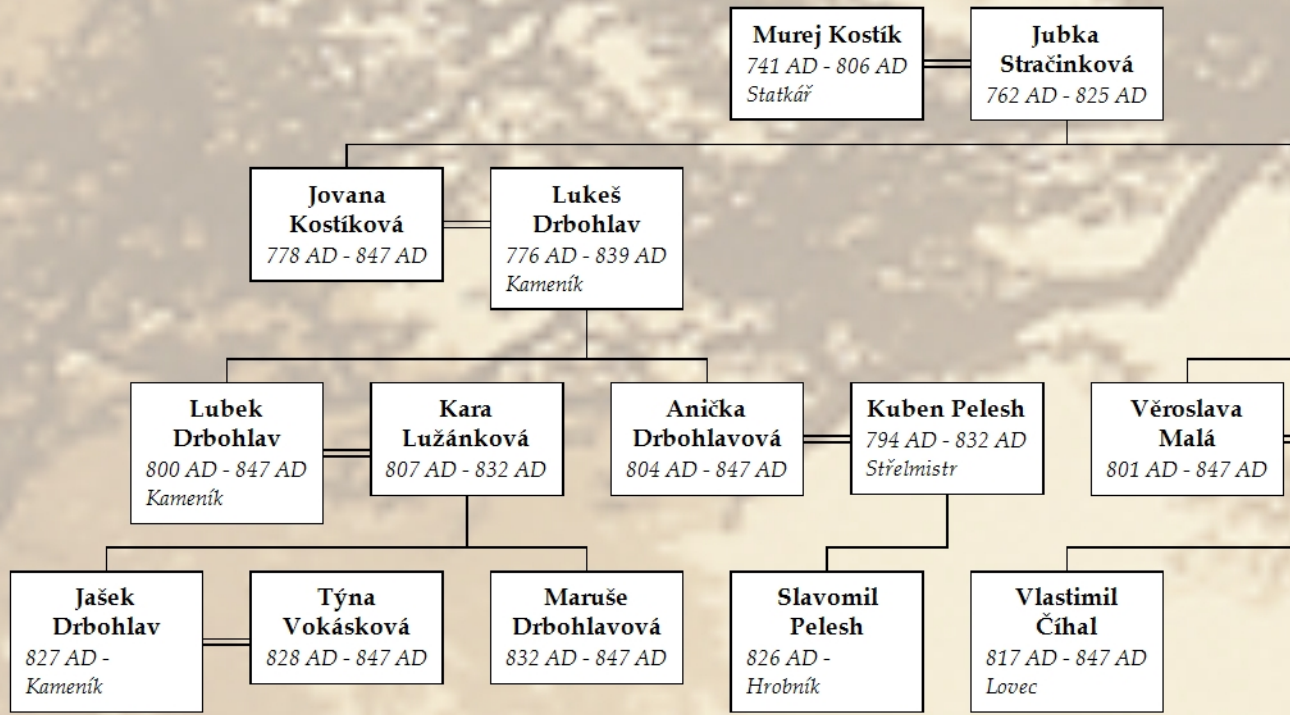 Murej Kostík
741 AD - 806 AD
Statkář
Jubka
Stračinková
762 AD - 825 AD
Jovana
Kostíková
778 AD - 847 AD
Lukeš
Drbohlav
776 AD - 839 AD
Kameník
Lubek
Drbohlav
800 AD - 847 AD
Kameník
Kara
Lužánková
807 AD - 832 AD
Anička
Drbohlavová
804 AD - 847 AD
Kuben Pelesh
794 AD - 832 AD
Střelmistr
Věroslava
Malá
801 AD - 847 AD
Jašek
Drbohlav
827 AD -
Kameník
Týna
Vokásková
828 AD - 847 AD
Maruše
Drbohlavová
832 AD - 847 AD
Slavomil
Pelesh
826 AD -
Hrobník
Vlastimil
Číhal
817 AD - 847 AD
Lovec